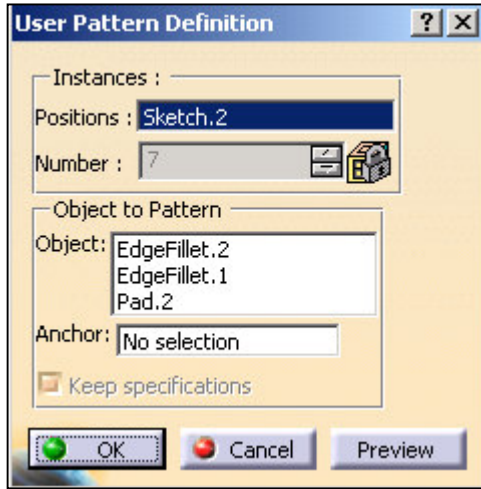 User Pattern Definition ? X
Instances :
Positions : Sketch.2
Number : 7
Object to Pattern
Object: EdgeFillet.2
EdgeFillet.1
Pad.2
Anchor: No selection
Keep specifications
OK Cancel Preview